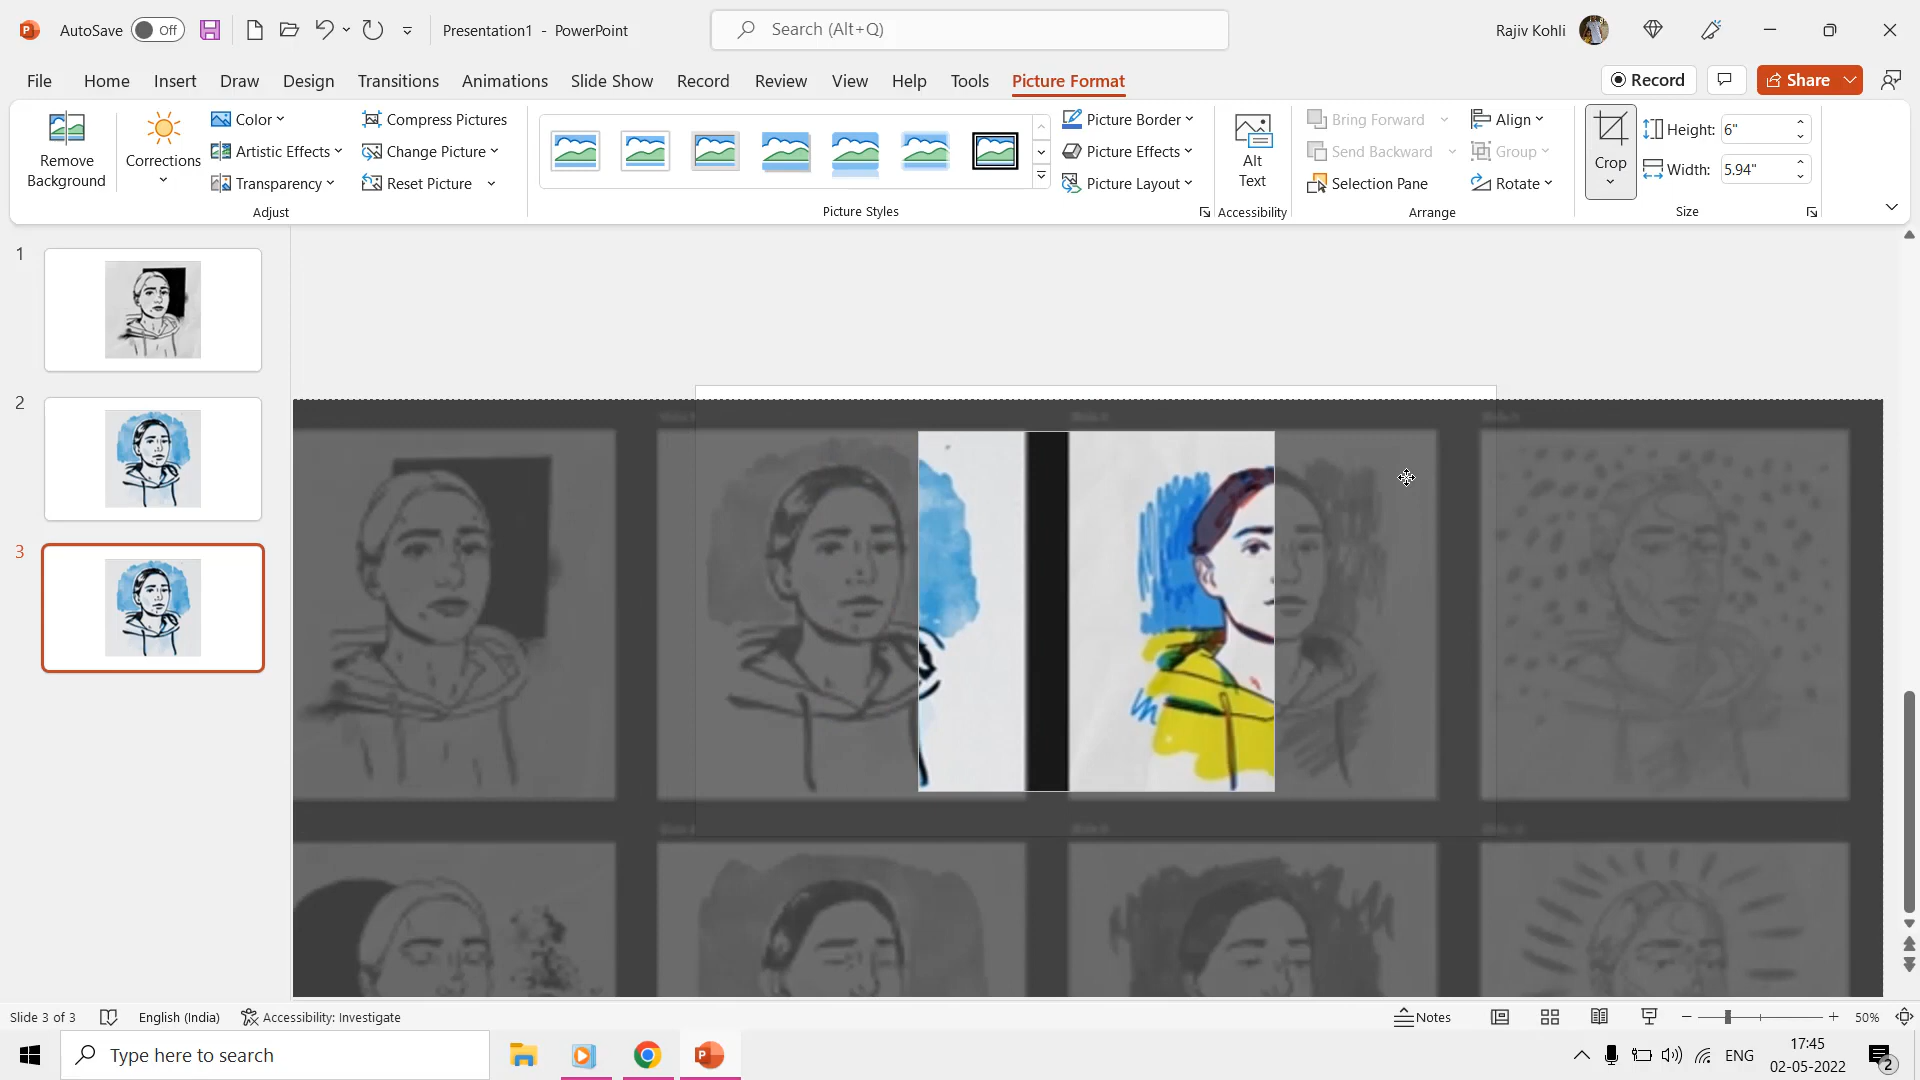 AutoSave Off Presentation1 - PowerPoint Search (Alt+Q) Rajiv Kohli
File Home Insert Draw Design Transitions Animations Slide Show Record Review View Help Tools Picture Format Record Share
Remove Background
Corrections
Color
Artistic Effects
Transparency
Compress Pictures
Change Picture
Reset Picture
Adjust
Picture Styles
Picture Border
Picture Effects
Picture Layout
Alt Text
Accessibility
Bring Forward
Send Backward
Selection Pane
Align
Group
Rotate
Arrange
Crop
Height: 6"
Width: 5.94"
Size
1
2
3
Slide 3 of 3 English (India) Accessibility: Investigate Notes 50%
Type here to search
ENG
17:45
02-05-2022
2